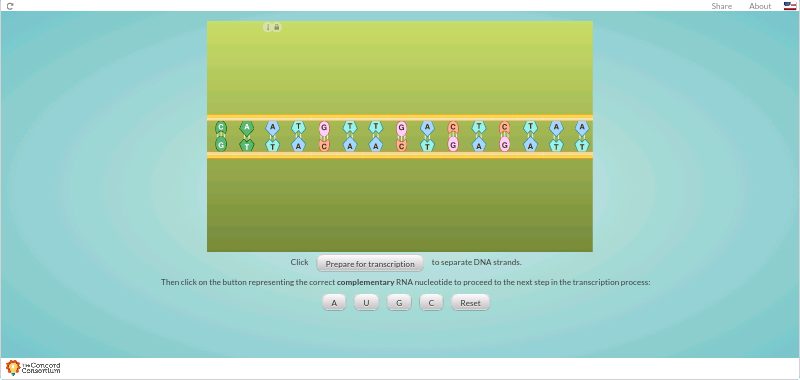 Share About
C A A T G T T G A C T C T A A
G T T A C A A C T G A G A T T
Click Prepare for transcription to separate DNA strands.
Then click on the button representing the correct complementary RNA nucleotide to proceed to the next step in the transcription process:
A U G C Reset
The Concord
Consortium